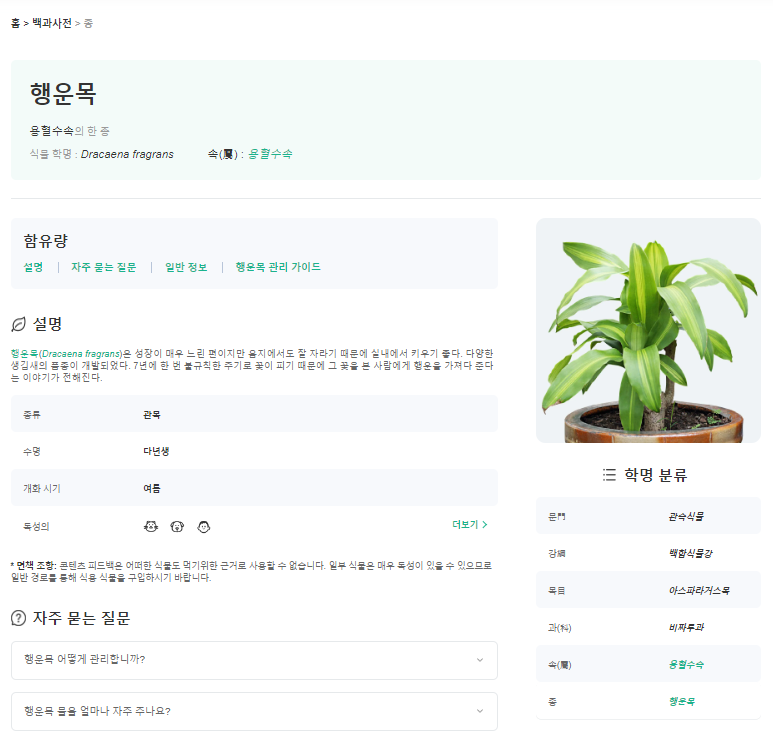 홈 > 백과사전 > 종
행운목
용혈수속의 한 종
식물 학명 : Dracaena fragrans 속(屬) : 용혈수속
함유량
설명 | 자주 묻는 질문 | 일반 정보 | 행운목 관리 가이드
설명
행운목(Dracaena fragrans)은 성장이 매우 느린 편이지만 음지에서도 잘 자라기 때문에 실내에서 키우기 좋다. 다양한
생김새의 품종이 개발되었다. 7년에 한 번 불규칙한 주기로 꽃이 피기 때문에 그 꽃을 본 사람에게 행운을 가져다 준다
는 이야기가 전해진다.
종류 관목
수명 다년생
개화 시기 여름
독성의 더보기 >
* 면책 조항: 콘텐츠 피드백은 어떠한 식물도 먹기위한 근거로 사용할 수 없습니다. 일부 식물은 매우 독성이 있을 수 있으므로
일반 경로를 통해 식용 식물을 구입하시기 바랍니다.
자주 묻는 질문
행운목 어떻게 관리합니까?
행운목 물을 얼마나 자주 주나요?
학명 분류
문門 관속식물
강綱 백합식물강
목目 아스파라거스목
과(科) 비짜루과
속(屬) 용혈수속
종 행운목